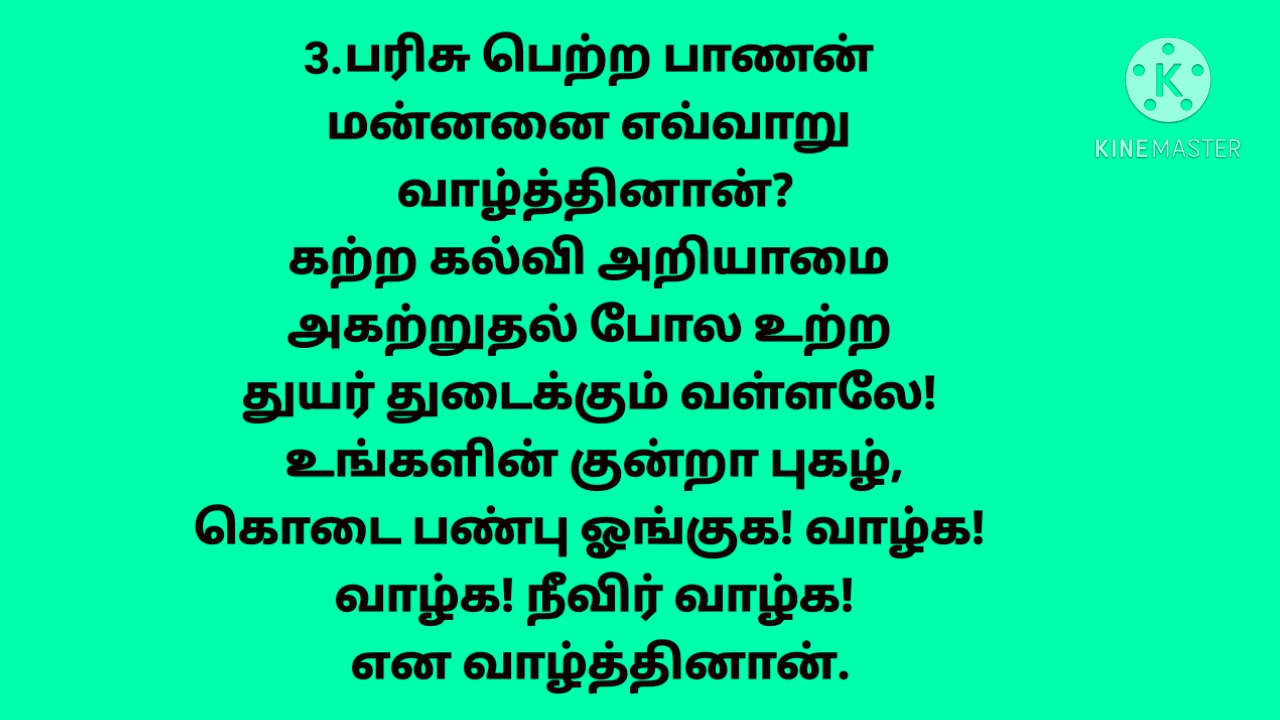 3.பரிசு பெற்ற பாணன்
மன்னனை எவ்வாறு
வாழ்த்தினான்?
கற்ற கல்வி அறியாமை
அகற்றுதல் போல உற்ற
துயர் துடைக்கும் வள்ளலே!
உங்களின் குன்றா புகழ்,
கொடை பண்பு ஓங்குக! வாழ்க!
வாழ்க! நீவிர் வாழ்க!
என வாழ்த்தினான்.
K
KINEMASTER